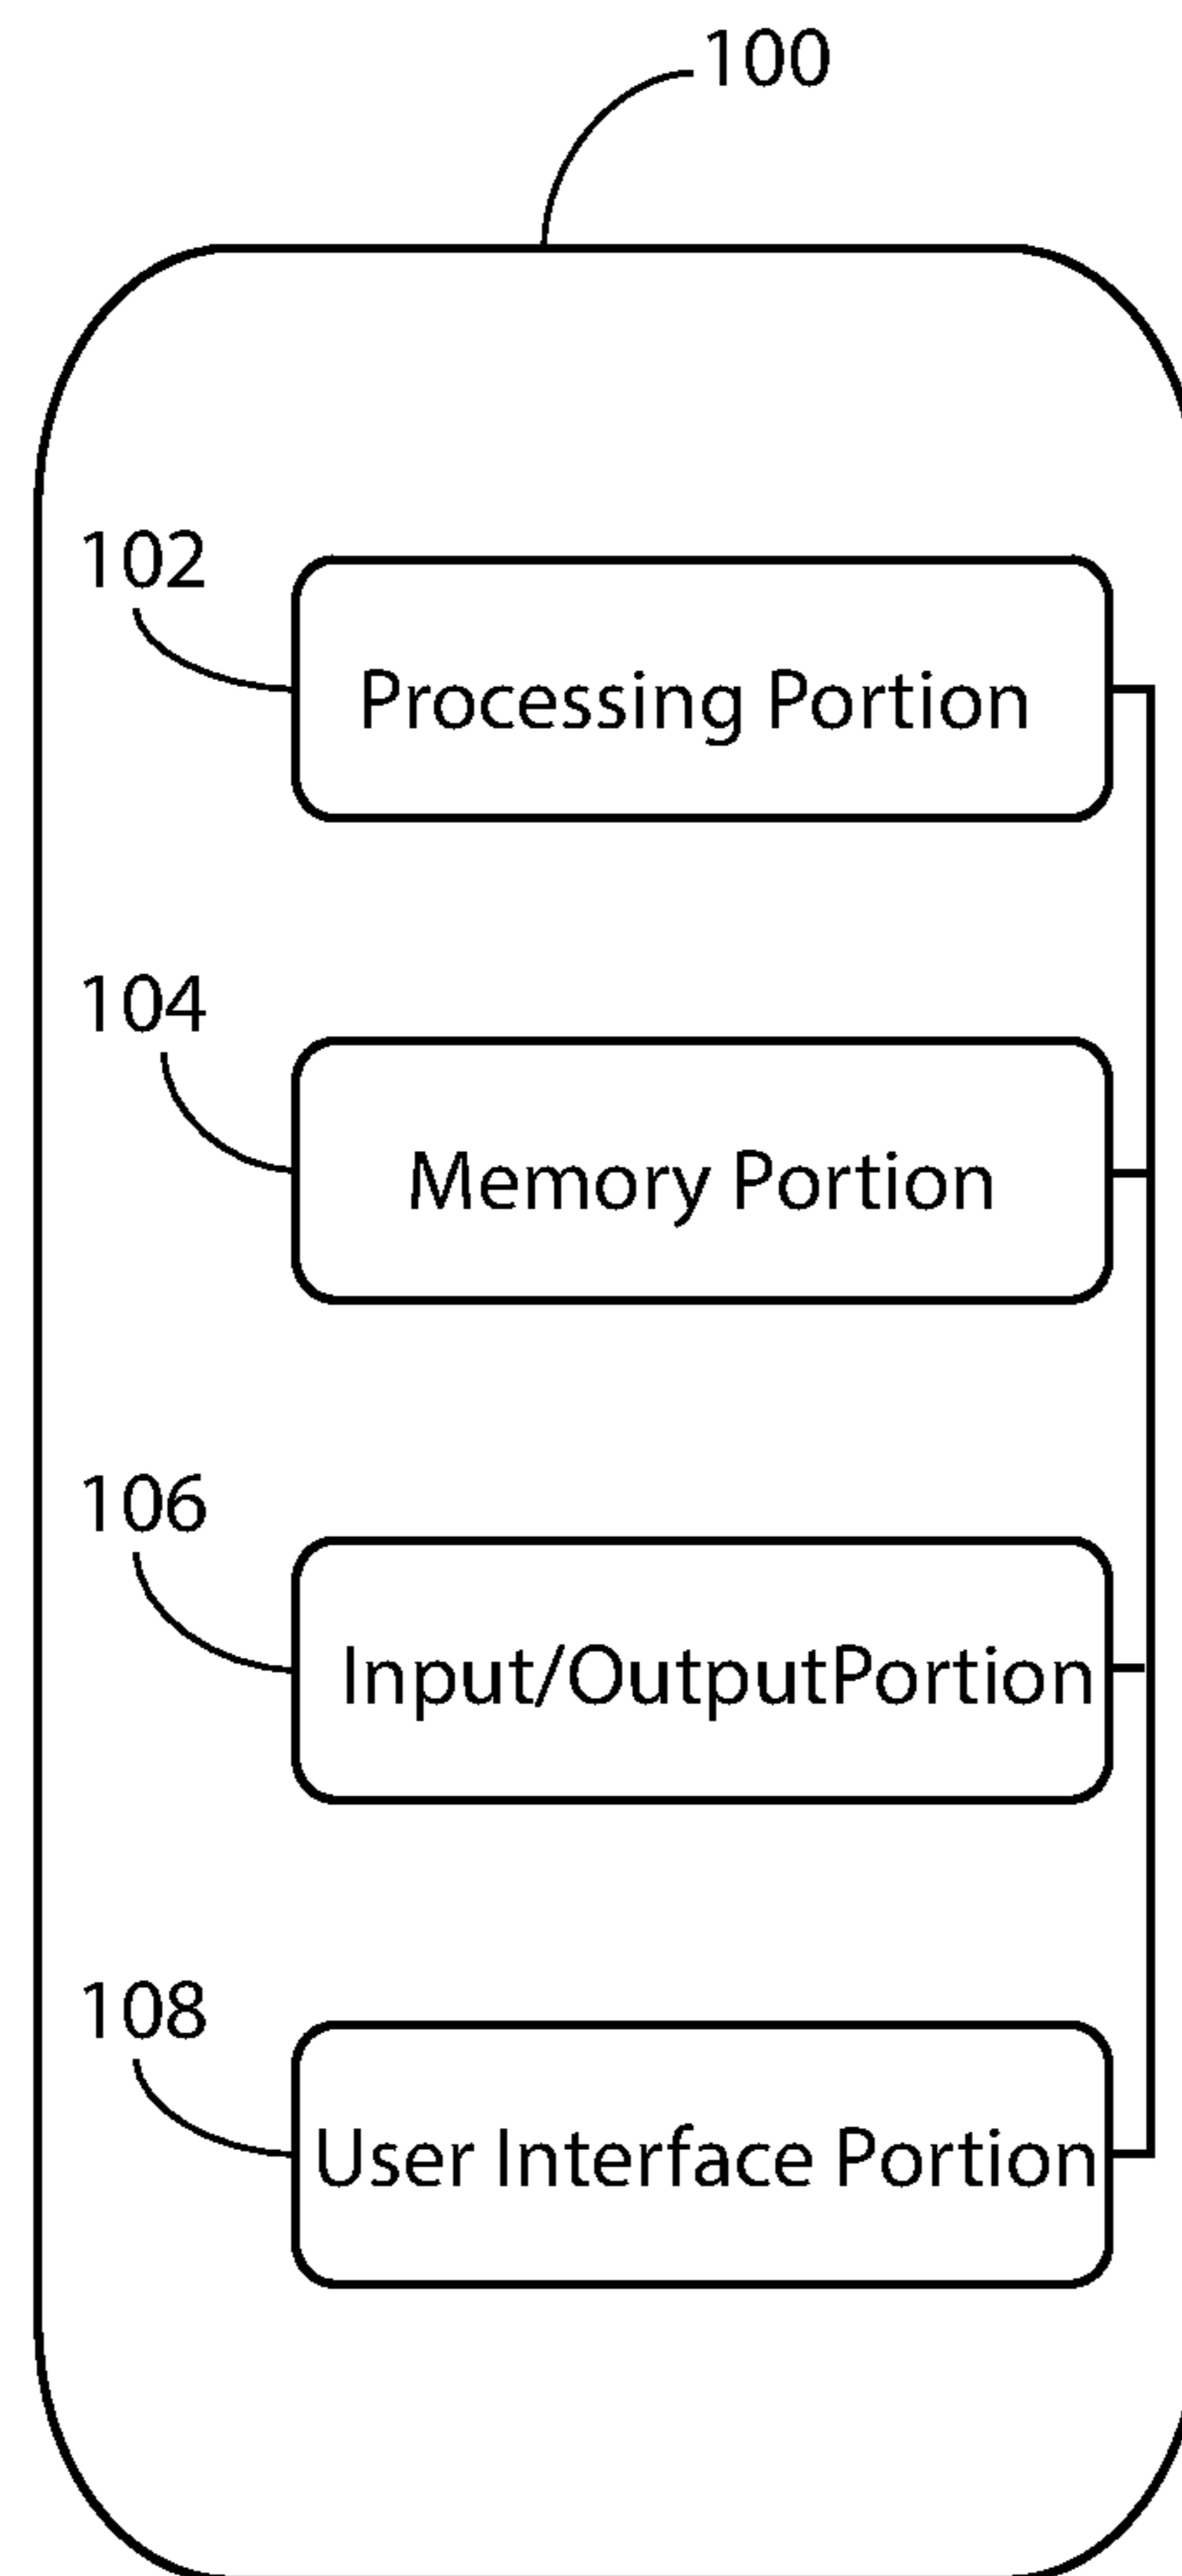 100
102
Processing Portion
104
Memory Portion
106
Input/OutputPortion
108
User Interface Portion